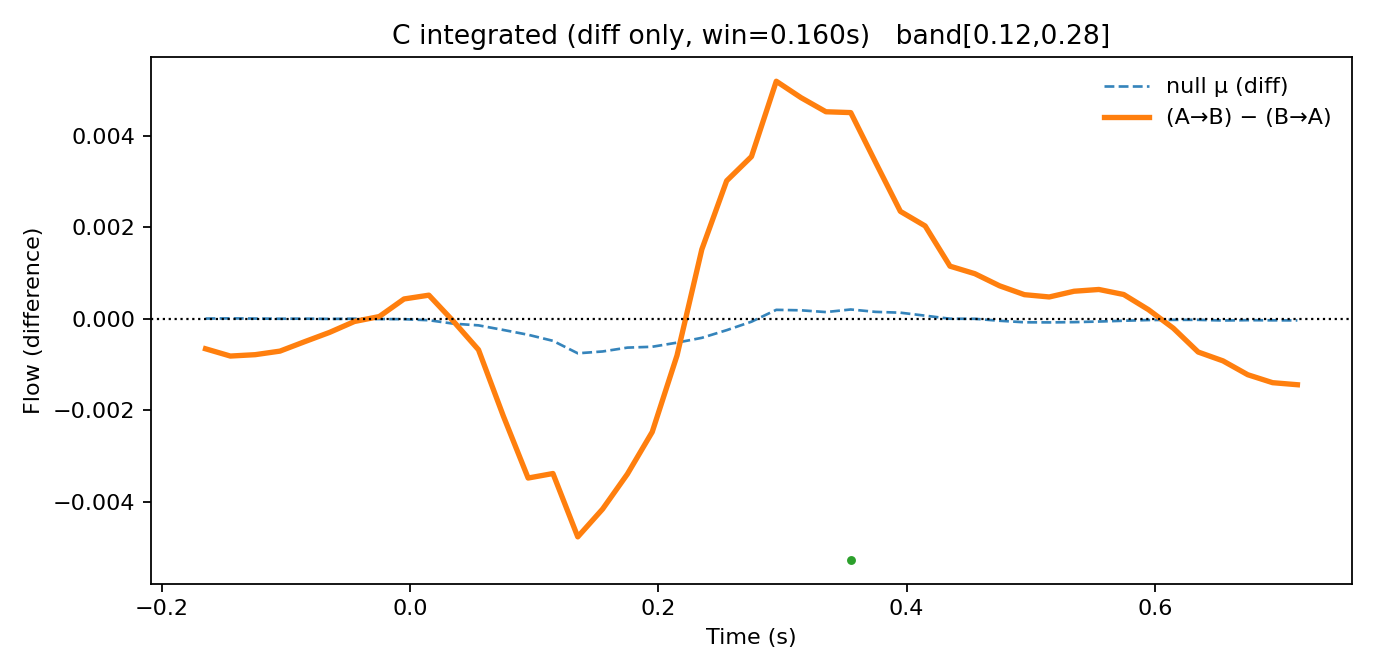 C integrated (diff only, win=0.160s)   band[0.12,0.28]
null μ (diff)
(A→B) − (B→A)
Flow (difference)
0.004
0.002
0.000
−0.002
−0.004
−0.2
0.0
0.2
0.4
0.6
Time (s)